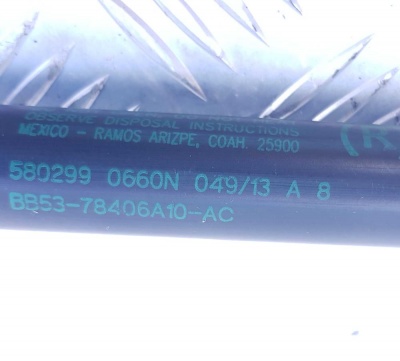 OBSERVE DISPOSAL INSTRUCTIONS
MEXICO - RAMOS ARIZPE, COAH. 25900
(R
580299 0660N 049/13 A 8
BB53-78406A10-AC